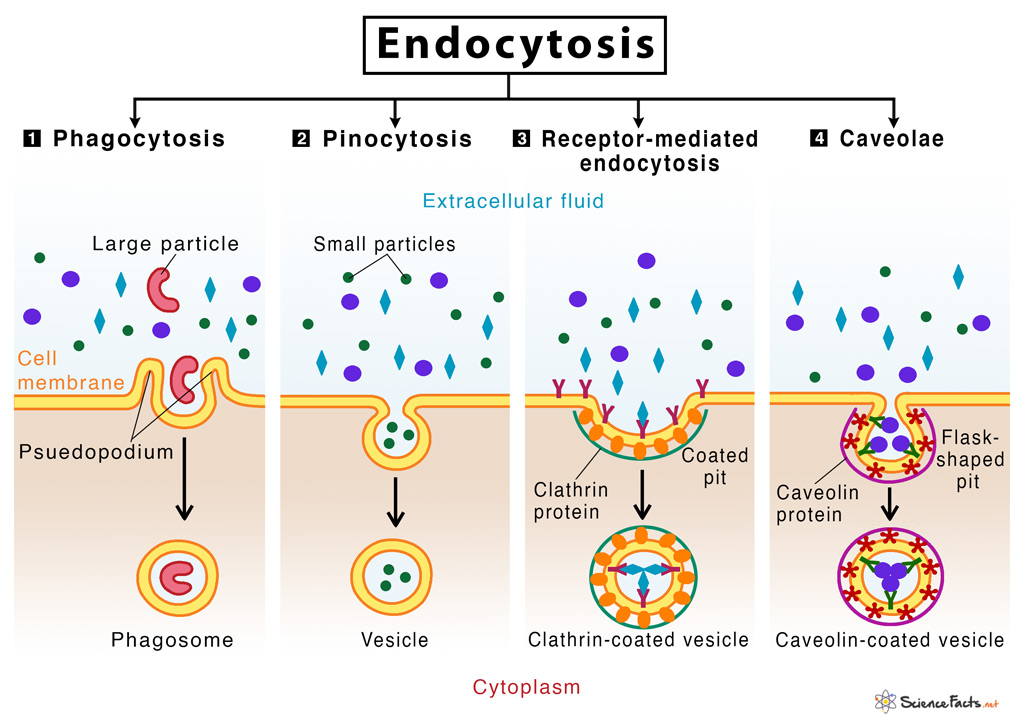 Endocytosis
1 Phagocytosis
2 Pinocytosis
3 Receptor-mediated
endocytosis
4 Caveolae
Extracellular fluid
Large particle
Small particles
Cell
membrane
Psuedopodium
Clathrin
protein
Coated
pit
Caveolin
protein
Flask-
shaped
pit
Phagosome
Vesicle
Clathrin-coated vesicle
Caveolin-coated vesicle
Cytoplasm
ScienceFacts.net